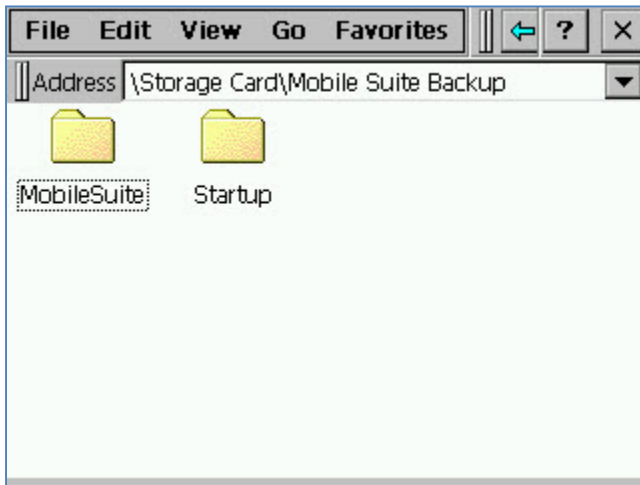 File Edit View Go Favorites ? ×
Address \Storage Card\Mobile Suite Backup
MobileSuite Startup